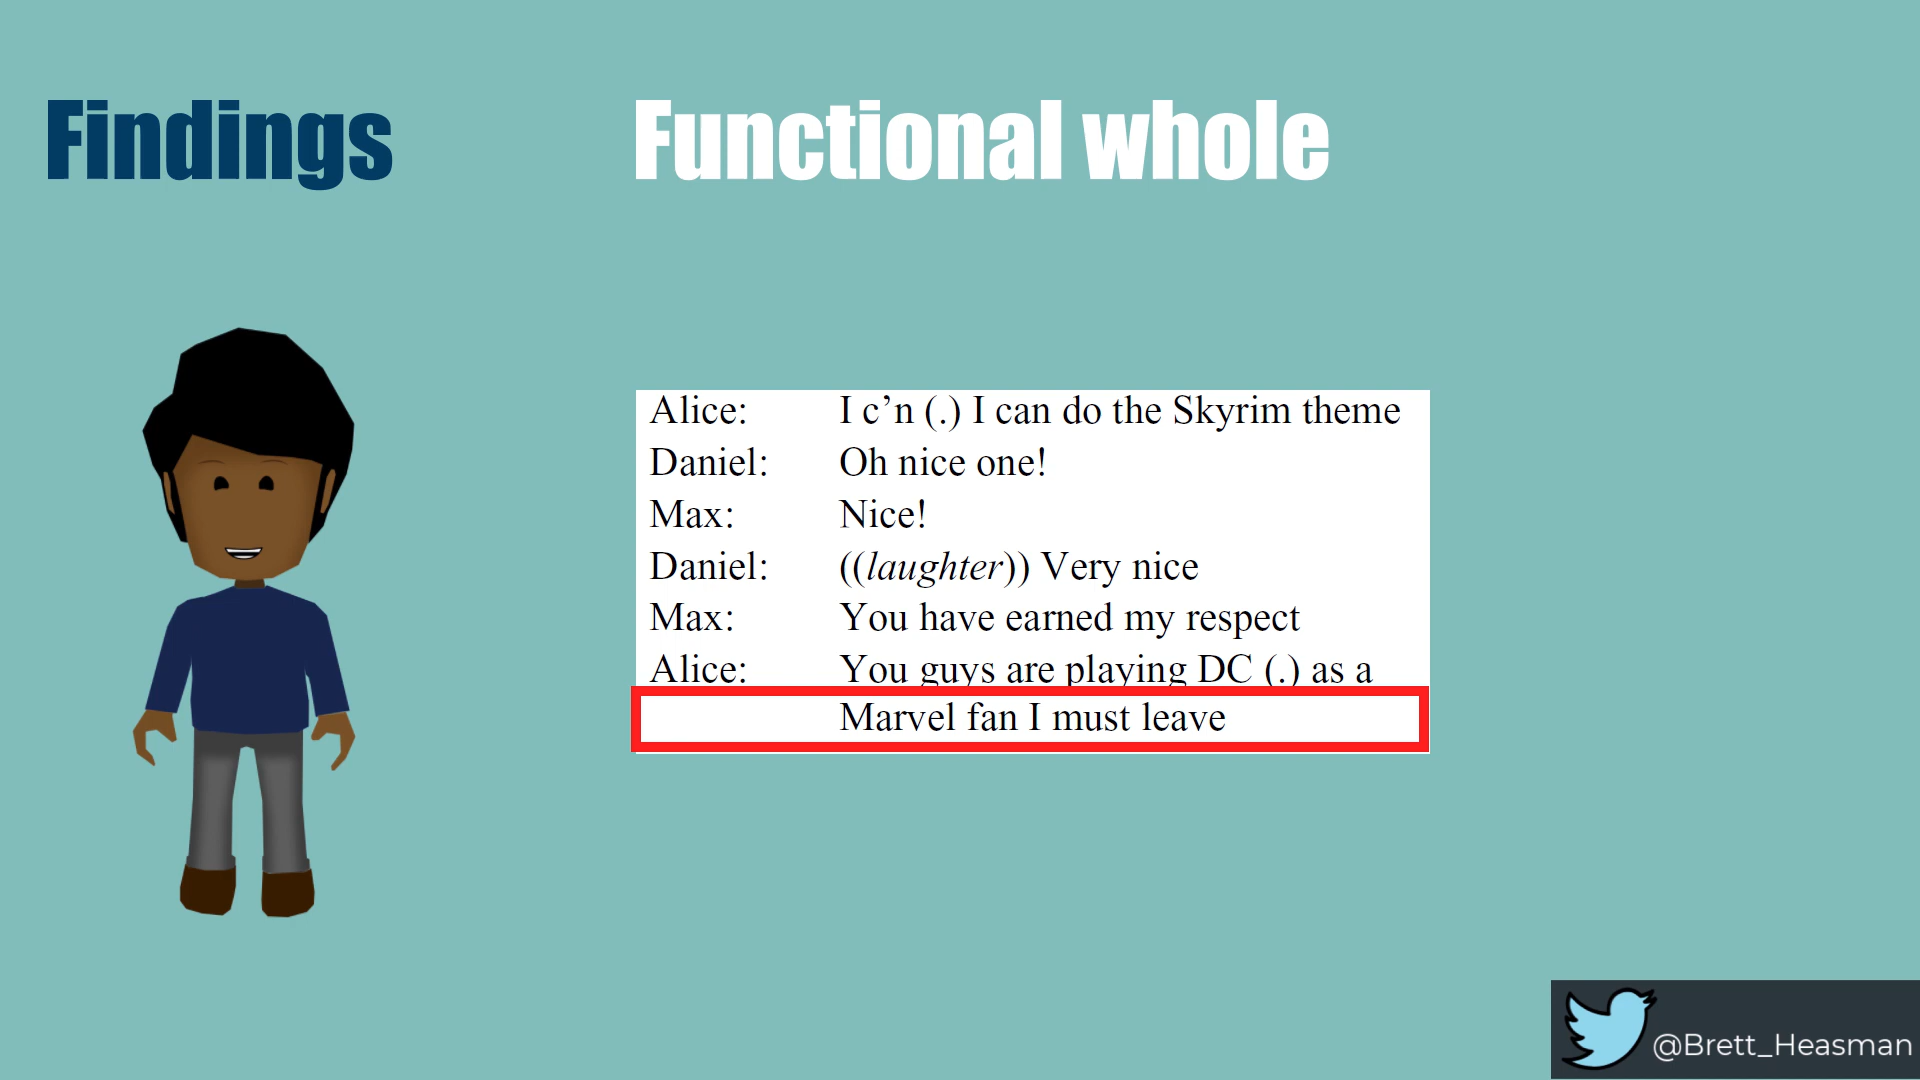 Findings
Functional whole
Alice: I c’n (.) I can do the Skyrim theme
Daniel: Oh nice one!
Max: Nice!
Daniel: ((laughter)) Very nice
Max: You have earned my respect
Alice: You guys are playing DC (.) as a
Marvel fan I must leave
@Brett_Heasman